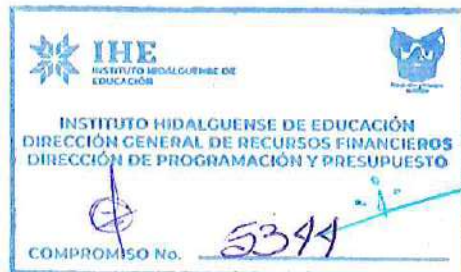 IHE
INSTITUTO HIDALGUENSE DE
EDUCACIÓN
INSTITUTO HIDALGUENSE DE EDUCACIÓN
DIRECCIÓN GENERAL DE RECURSOS FINANCIEROS
DIRECCIÓN DE PROGRAMACIÓN Y PRESUPUESTO
COMPROMISO No. 5344